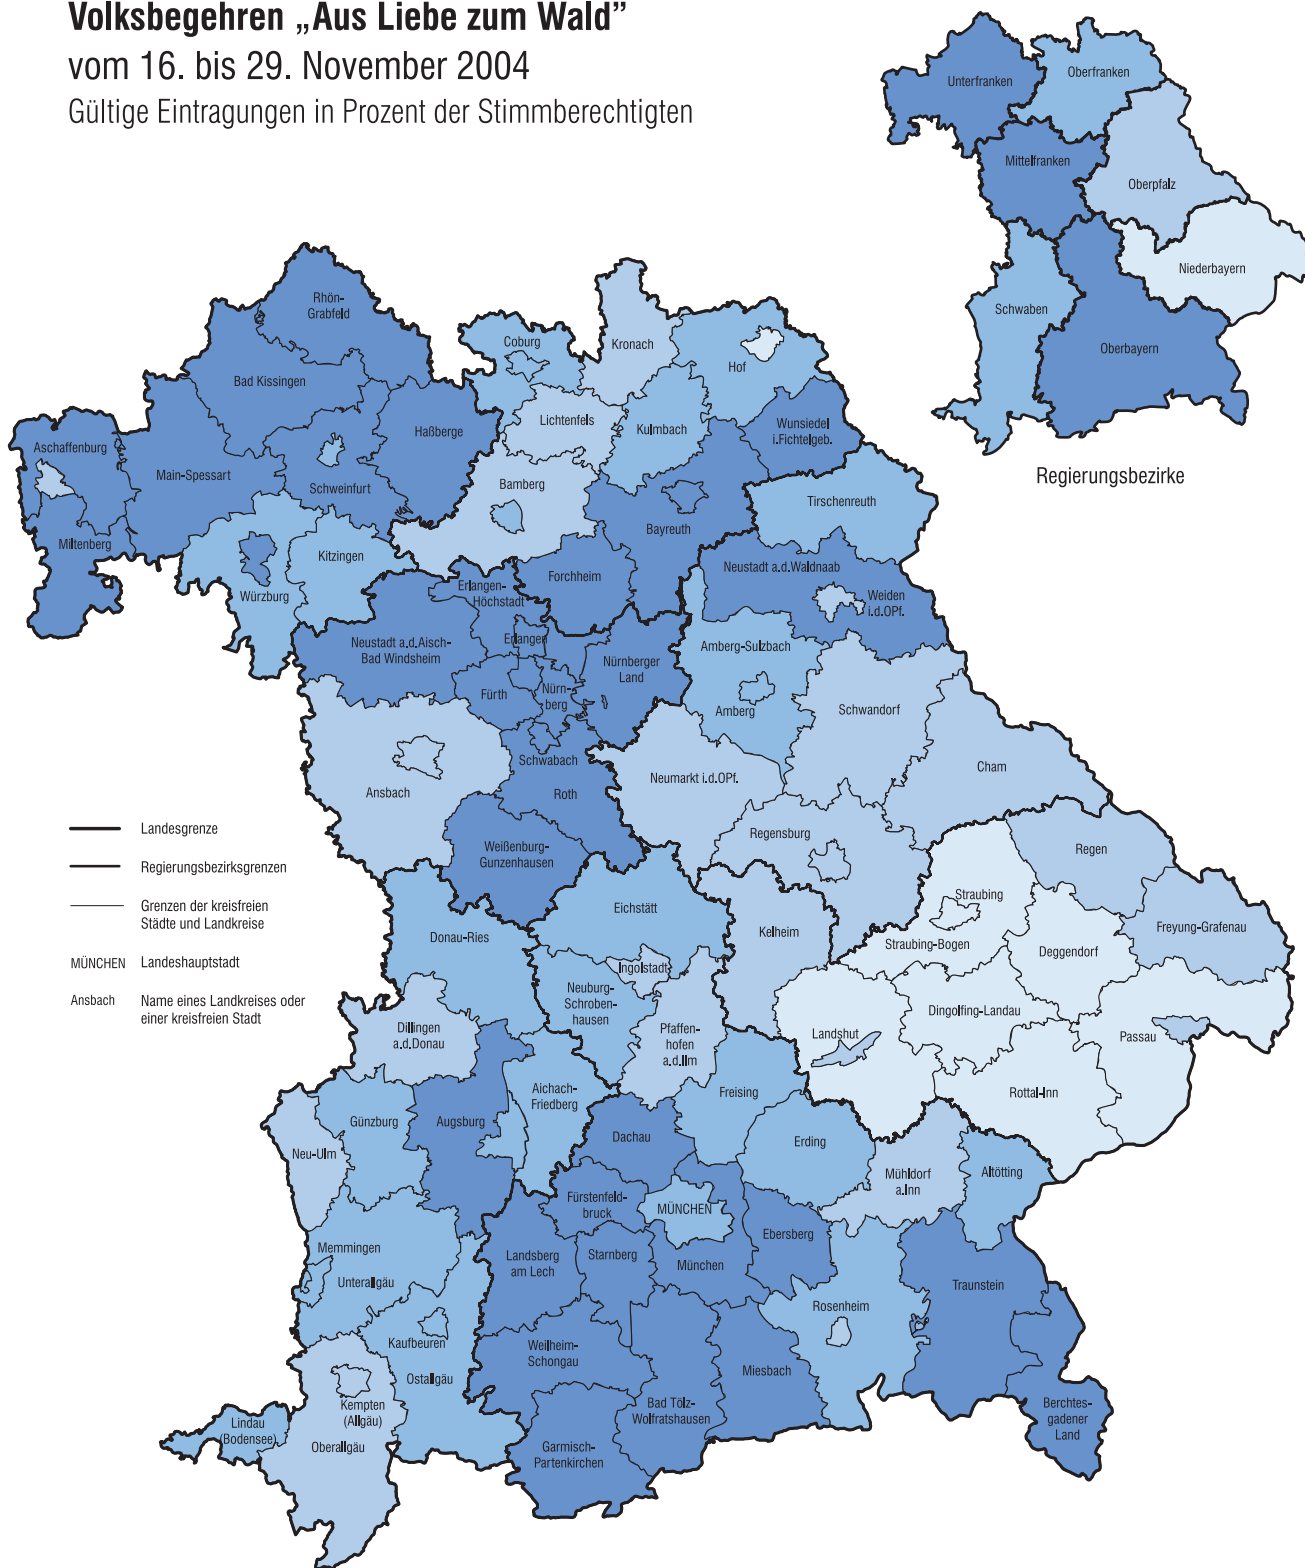 Volksbegehren „Aus Liebe zum Wald”
vom 16. bis 29. November 2004
Gültige Eintragungen in Prozent der Stimmberechtigten
Unterfranken
Oberfranken
Mittelfranken
Oberpfalz
Niederbayern
Schwaben
Oberbayern
Regierungsbezirke
Rhön-
Grabfeld
Coburg
Kronach
Hof
Bad Kissingen
Lichtenfels
Kulmbach
Wunsiedel
i.Fichtelgeb.
Haßberge
Aschaffenburg
Main-Spessart
Schweinfurt
Bamberg
Tirschenreuth
Bayreuth
Miltenberg
Kitzingen
Würzburg
Forchheim
Neustadt a.d.Waldnaab
Erlangen-
Höchstadt
Weiden
i.d.OPf.
Neustadt a.d.Aisch-
Bad Windsheim
Erlangen
Amberg-Sulzbach
Nürnberger
Land
Fürth
Nürn-
berg
Amberg
Schwandorf
Schwabach
Neumarkt i.d.OPf.
Cham
Ansbach
Roth
Regensburg
Weißenburg-
Gunzenhausen
Regen
Landesgrenze
Regierungsbezirksgrenzen
Grenzen der kreisfreien
Städte und Landkreise
MÜNCHEN Landeshauptstadt
Ansbach Name eines Landkreises oder
einer kreisfreien Stadt
Straubing
Eichstätt
Freyung-Grafenau
Donau-Ries
Kelheim
Straubing-Bogen
Deggendorf
Ingolstadt
Neuburg-
Schroben-
hausen
Dingolfing-Landau
Dillingen
a.d.Donau
Pfaffen-
hofen
a.d.Ilm
Landshut
Passau
Aichach-
Friedberg
Freising
Rottal-Inn
Günzburg
Augsburg
Dachau
Erding
Neu-Ulm
Mühldorf
a.Inn
Altötting
Fürstenfeld-
bruck
MÜNCHEN
Ebersberg
Memmingen
Landsberg
am Lech
Starnberg
München
Unterallgäu
Traunstein
Rosenheim
Kaufbeuren
Weilheim-
Schongau
Miesbach
Ostallgäu
Kempten
(Allgäu)
Bad Tölz-
Wolfratshausen
Berchtes-
gadener
Land
Lindau
(Bodensee)
Oberallgäu
Garmisch-
Partenkirchen